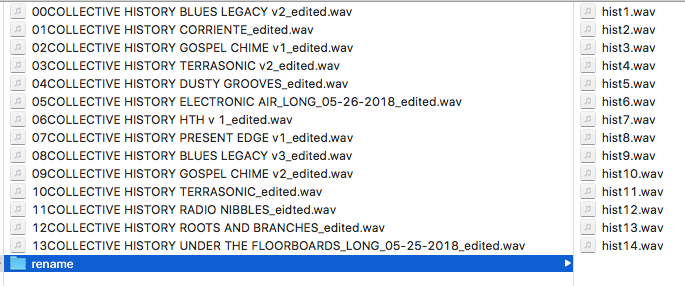 00COLLECTIVE HISTORY BLUES LEGACY v2_edited.wav
01COLLECTIVE HISTORY CORRIENTE_edited.wav
02COLLECTIVE HISTORY GOSPEL CHIME v1_edited.wav
03COLLECTIVE HISTORY TERRASONIC v2_edited.wav
04COLLECTIVE HISTORY DUSTY GROOVES_edited.wav
05COLLECTIVE HISTORY ELECTRONIC AIR_LONG_05-26-2018_edited.wav
06COLLECTIVE HISTORY HTH v 1_edited.wav
07COLLECTIVE HISTORY PRESENT EDGE v1_edited.wav
08COLLECTIVE HISTORY BLUES LEGACY v3_edited.wav
09COLLECTIVE HISTORY GOSPEL CHIME v2_edited.wav
10COLLECTIVE HISTORY TERRASONIC_edited.wav
11COLLECTIVE HISTORY RADIO NIBBLES_eidted.wav
12COLLECTIVE HISTORY ROOTS AND BRANCHES_edited.wav
13COLLECTIVE HISTORY UNDER THE FLOORBOARDS_LONG_05-25-2018_edited.wav
rename
hist1.wav
hist2.wav
hist3.wav
hist4.wav
hist5.wav
hist6.wav
hist7.wav
hist8.wav
hist9.wav
hist10.wav
hist11.wav
hist12.wav
hist13.wav
hist14.wav